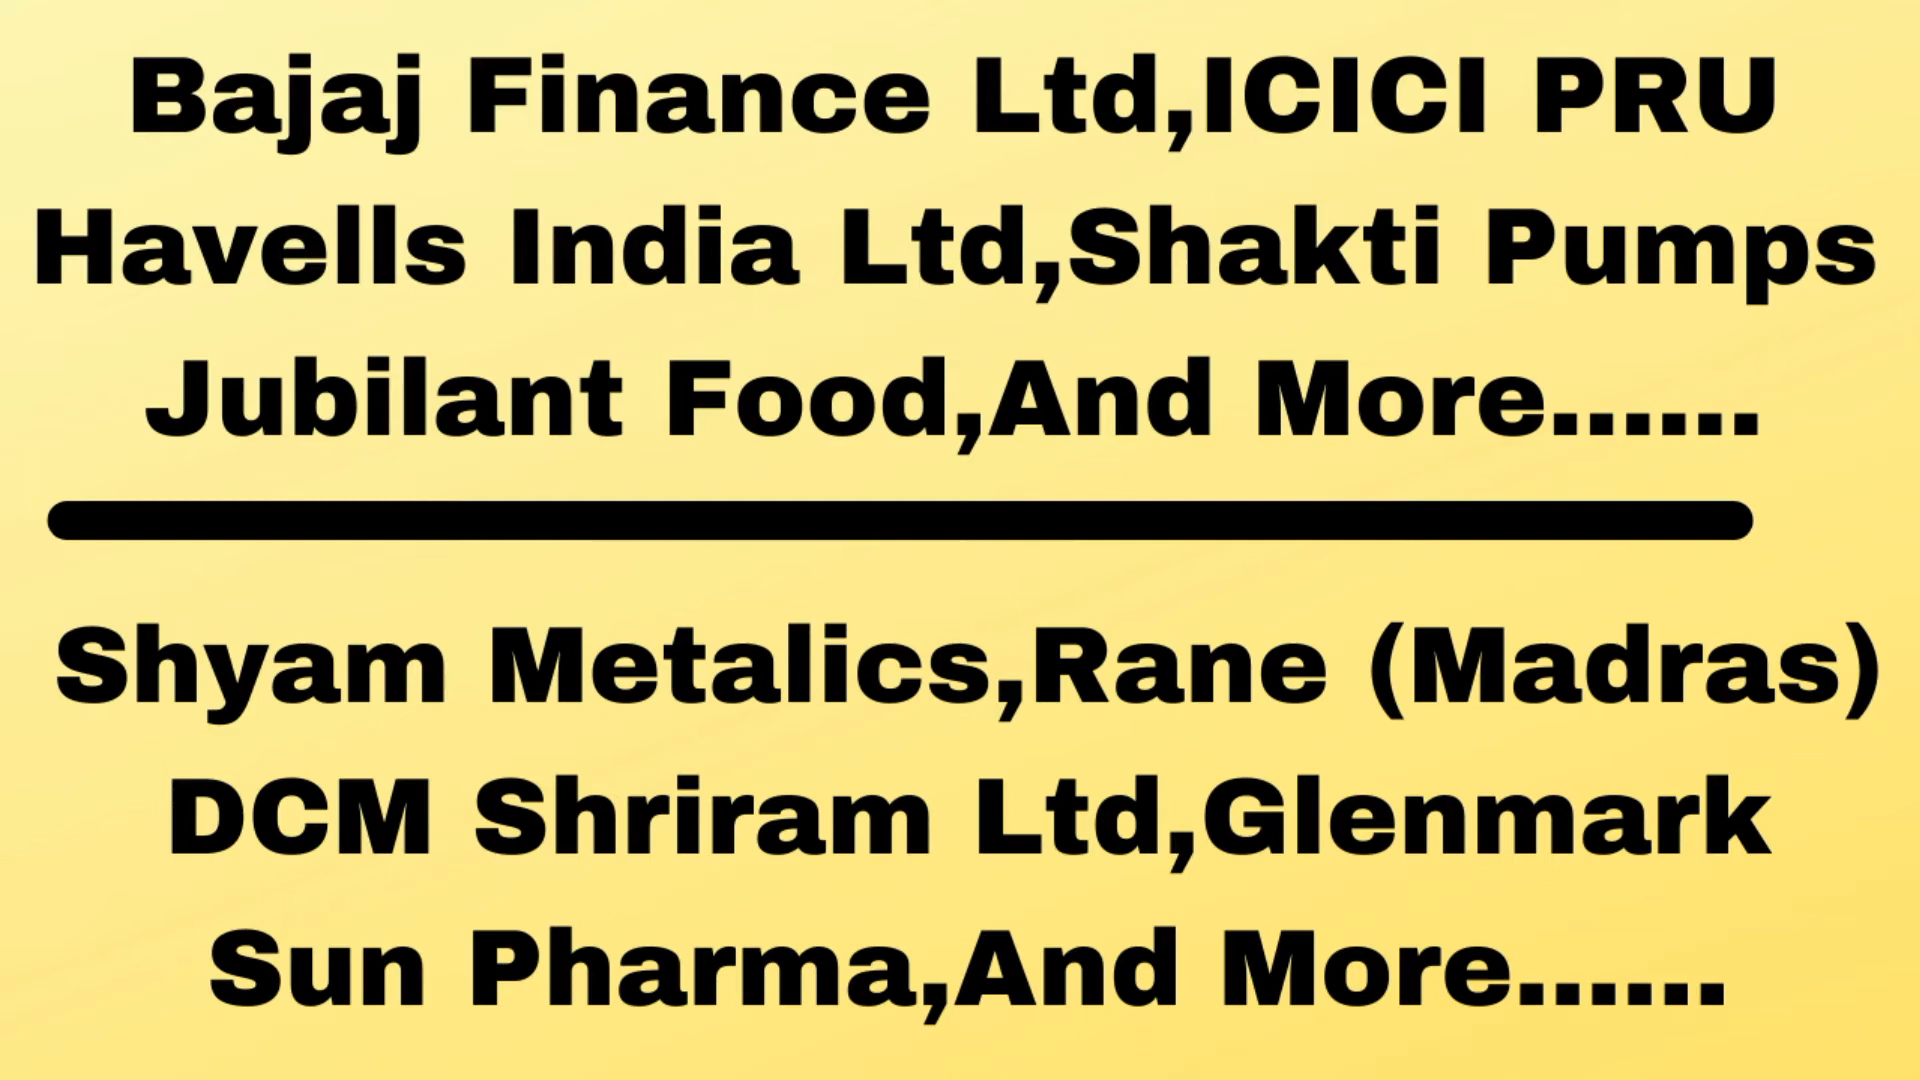 Bajaj Finance Ltd,ICICI PRU
Havells India Ltd,Shakti Pumps
Jubilant Food,And More......
Shyam Metalics,Rane (Madras)
DCM Shriram Ltd,Glenmark
Sun Pharma,And More......